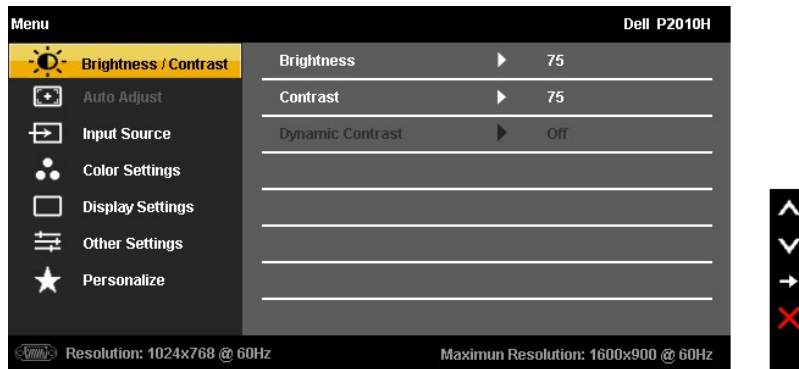 Menu Dell P2010H
Brightness / Contrast Brightness 75
Auto Adjust Contrast 75
Input Source Dynamic Contrast Off
Color Settings
Display Settings
Other Settings
Personalize
Resolution: 1024x768 @ 60Hz Maximun Resolution: 1600x900 @ 60Hz